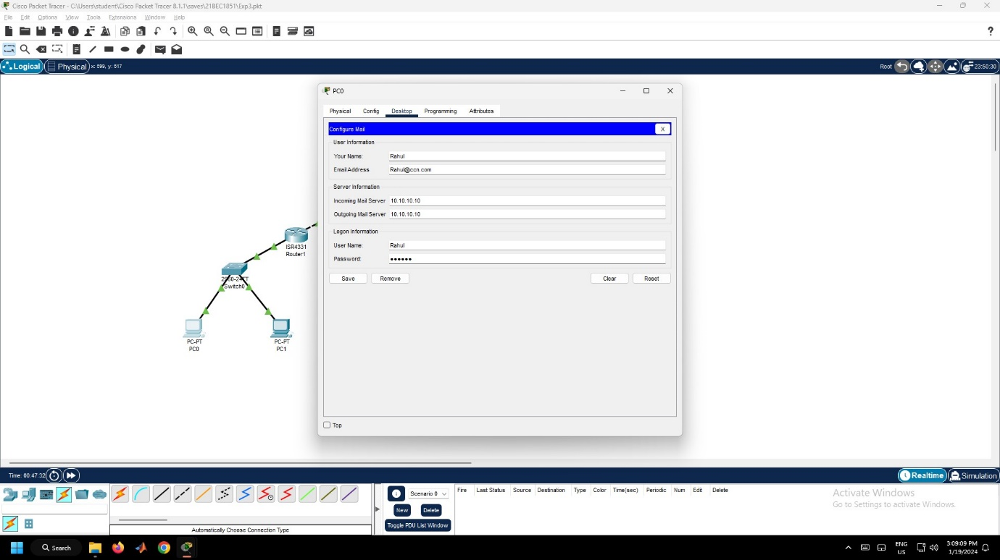 Cisco Packet Tracer - C:\Users\student\Cisco Packet Tracer 8.1.1\saves\21BEC1851\Exp3.pkt
File Edit Options View Tools Extensions Window Help
?
Logical Physical x: 599, y: 517 Root 23:50:30
PC0
Physical Config Desktop Programming Attributes
Configure Mail X
User Information
Your Name: Rahul
Email Address Rahul@ccn.com
Server Information
Incoming Mail Server 10.10.10.10
Outgoing Mail Server 10.10.10.10
Logon Information
User Name: Rahul
Password: ●●●●●●
Save Remove Clear Reset
Top
ISR4331
Router1
2960-24TT
Switch0
PC-PT
PC0
PC-PT
PC1
Time: 00:47:32 Realtime Simulation
Scenario 0
New Delete
Toggle PDU List Window
Fire Last Status Source Destination Type Color Time(sec) Periodic Num Edit Delete
Automatically Choose Connection Type
Activate Windows
Go to Settings to activate Windows.
Search
ENG
US
3:09:09 PM
1/19/2024